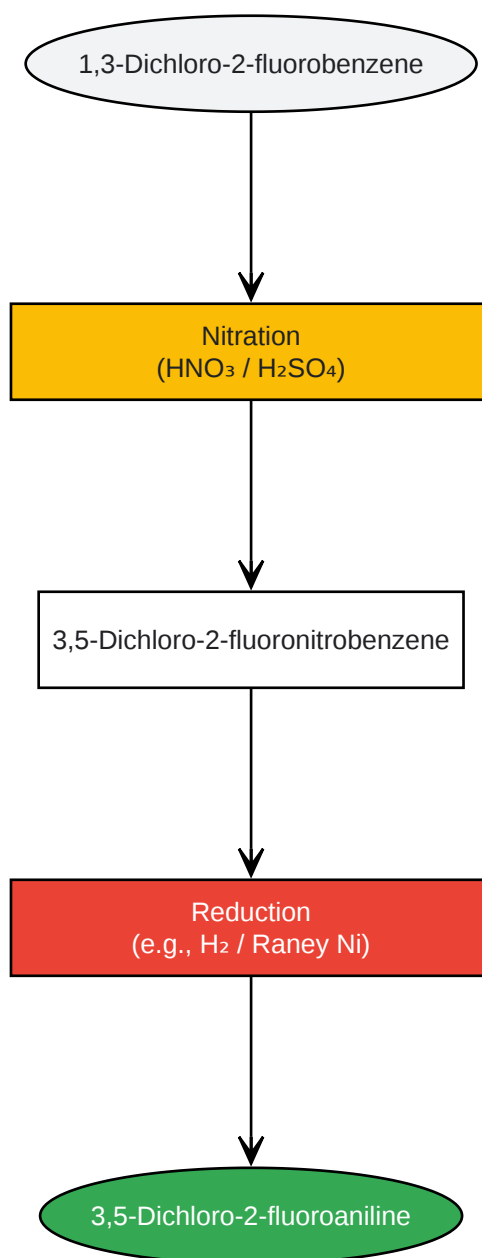 1,3-Dichloro-2-fluorobenzene
Nitration
(HNO₃ / H₂SO₄)
3,5-Dichloro-2-fluoronitrobenzene
Reduction
(e.g., H₂ / Raney Ni)
3,5-Dichloro-2-fluoroaniline